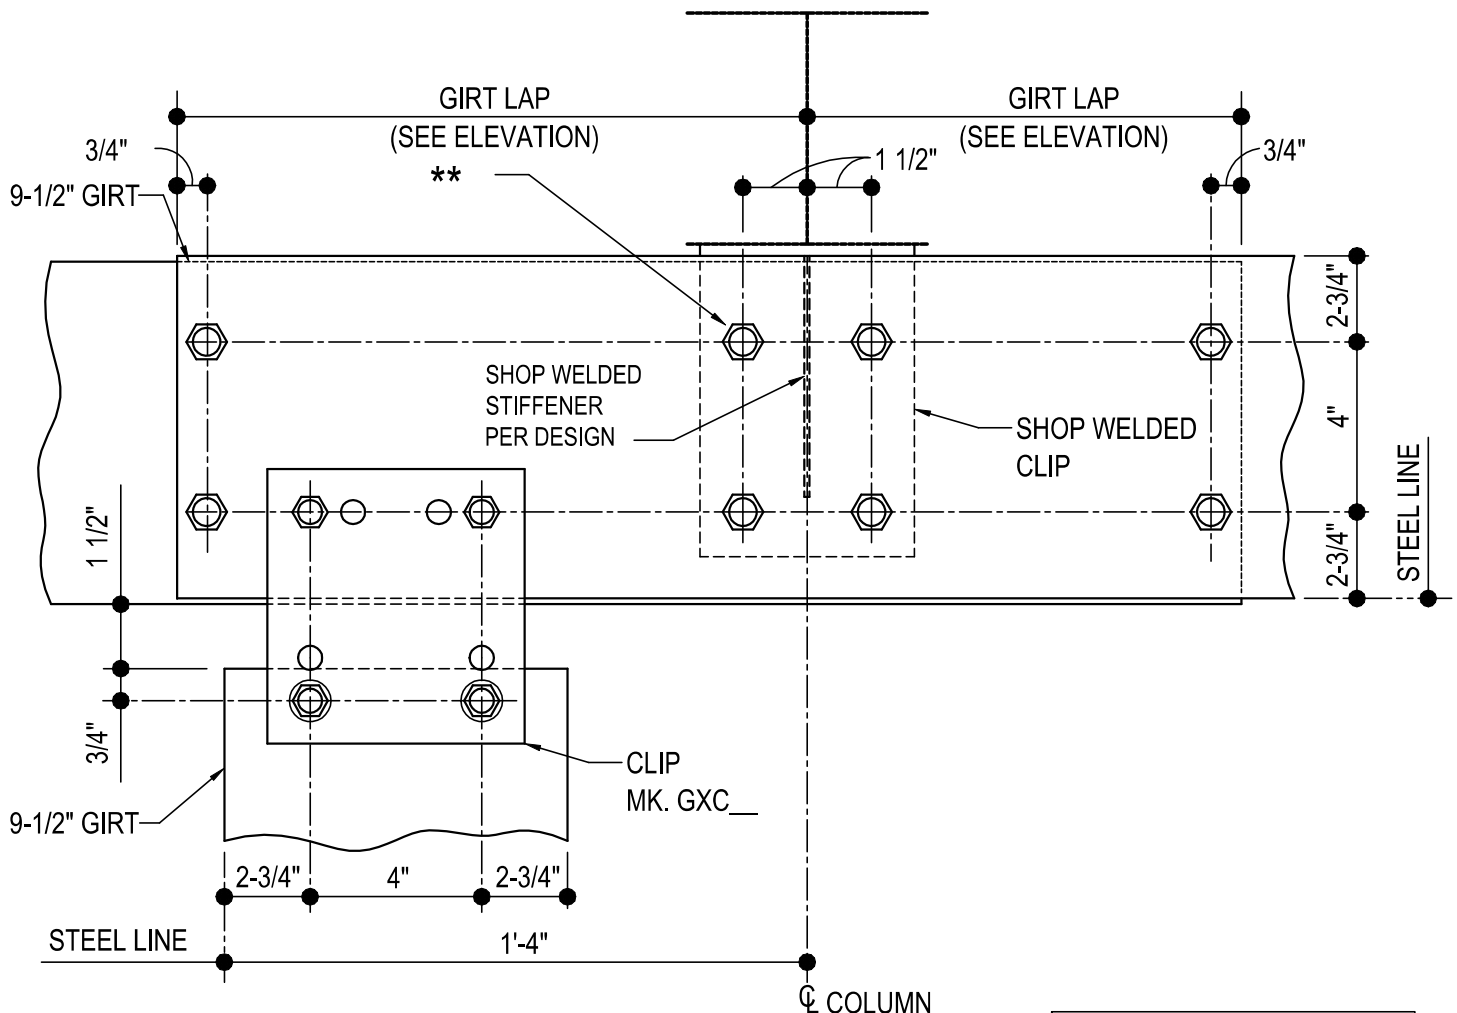 GIRT LAP
(SEE ELEVATION)
GIRT LAP
(SEE ELEVATION)
3/4"
**
1 1/2"
3/4"
9-1/2" GIRT
2-3/4"
SHOP WELDED
STIFFENER
PER DESIGN
SHOP WELDED
CLIP
4"
STEEL LINE
1 1/2"
2-3/4"
3/4"
CLIP
MK. GXC__
9-1/2" GIRT
2-3/4"
4"
2-3/4"
STEEL LINE
1'-4"
℄ COLUMN